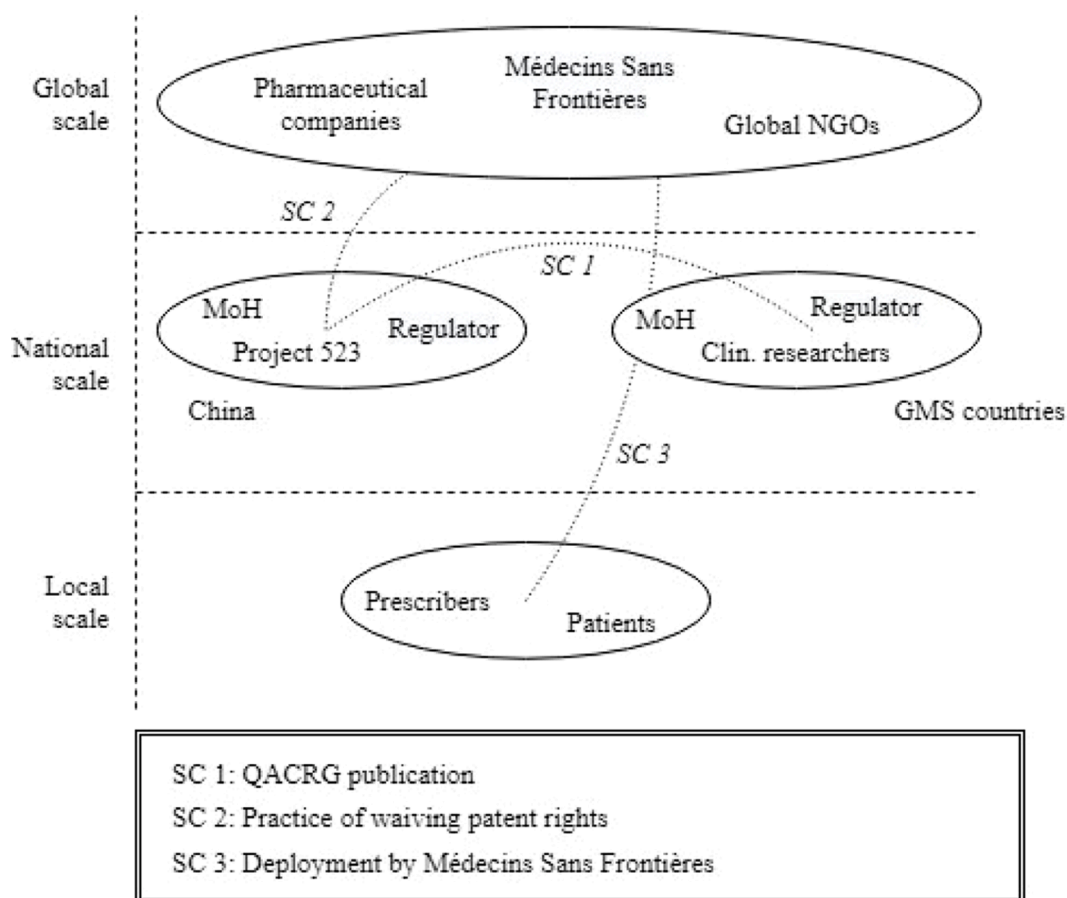 Global
scale
Pharmaceutical
companies
Médecins Sans
Frontières
Global NGOs
SC 2
SC 1
National
scale
MoH
Project 523
Regulator
MoH
Regulator
Clin. researchers
China
GMS countries
SC 3
Local
scale
Prescribers
Patients
SC 1: QACRG publication
SC 2: Practice of waiving patent rights
SC 3: Deployment by Médecins Sans Frontières